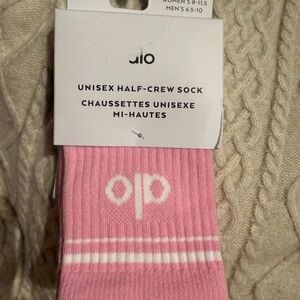 WOMEN'S 8-11.5
MEN'S 6.5-10
alo
UNISEX HALF-CREW SOCK
CHAUSSETTES UNISEXE
MI-HAUTES
alo